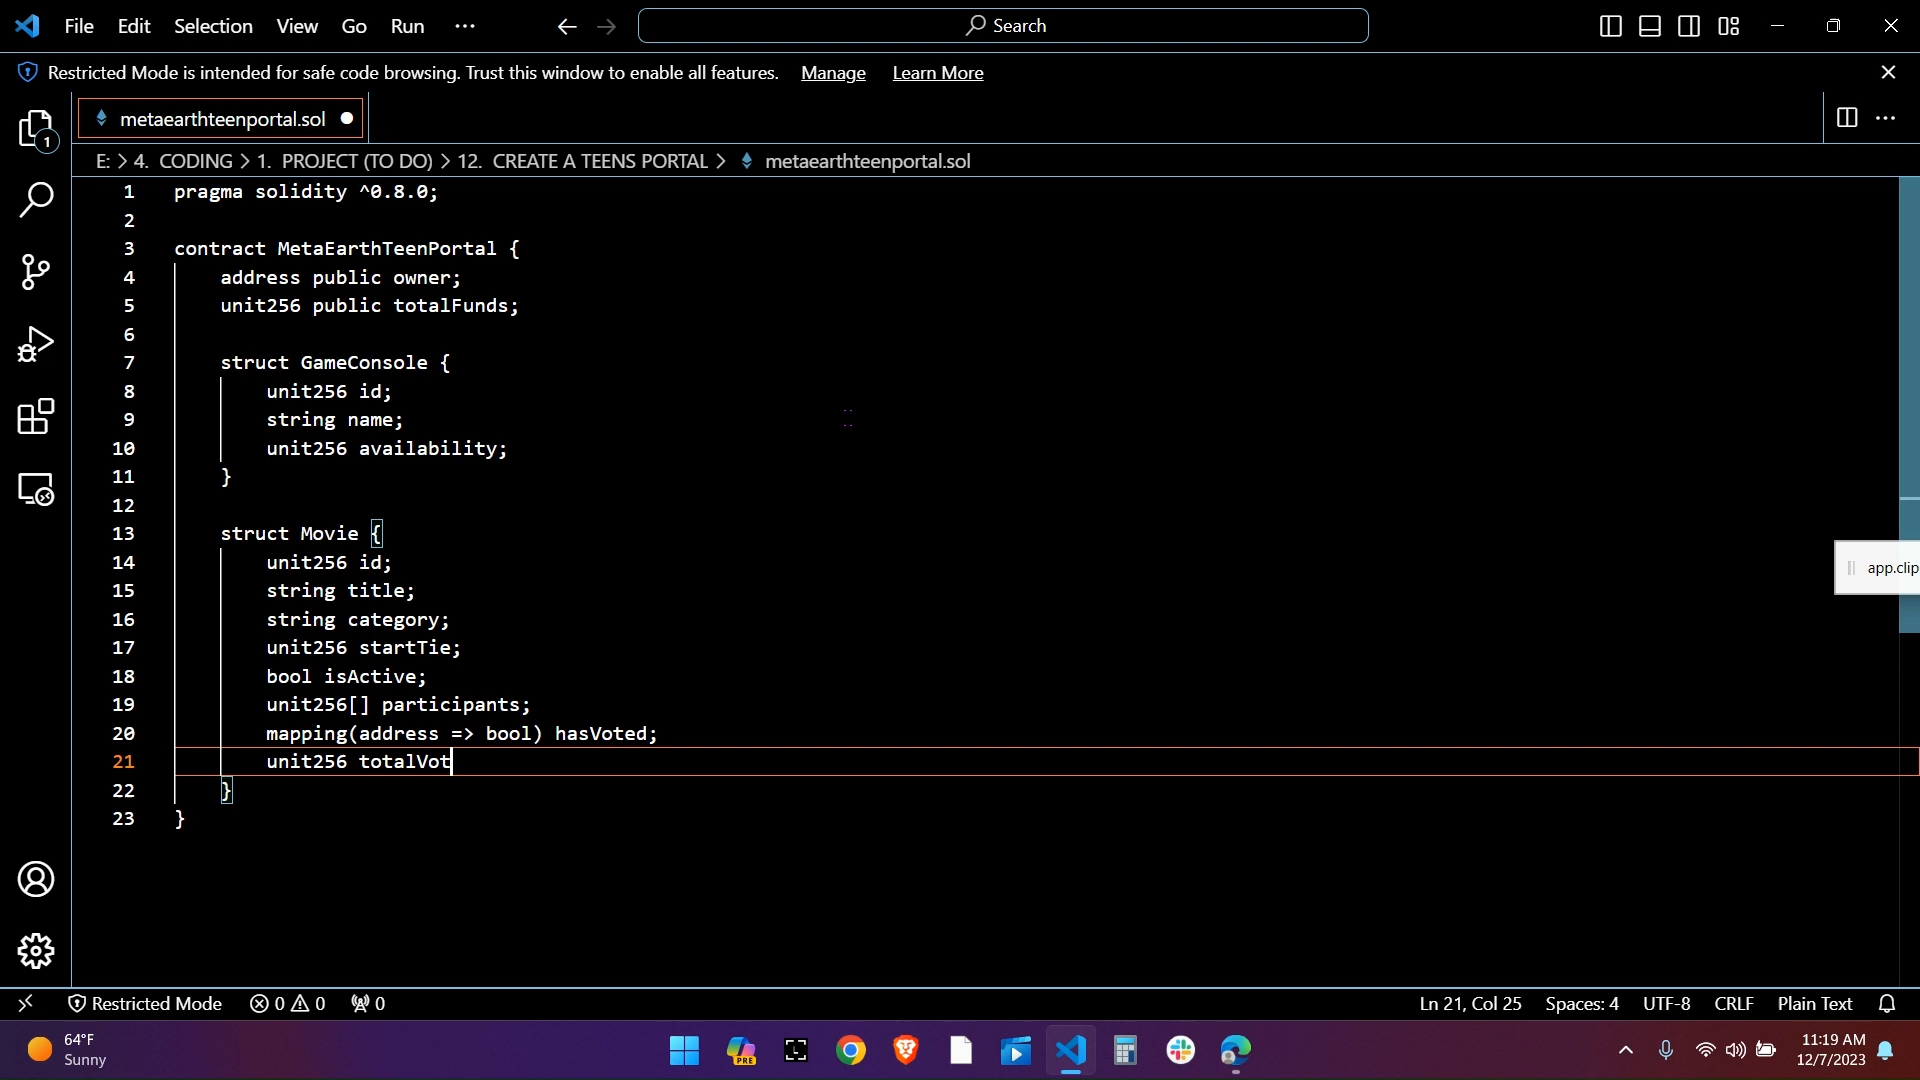 File Edit Selection View Go Run ··· Search
Restricted Mode is intended for safe code browsing. Trust this window to enable all features. Manage Learn More
1
metaearthteenportal.sol
E: > 4. CODING > 1. PROJECT (TO DO) > 12. CREATE A TEENS PORTAL > metaearthteenportal.sol
1 pragma solidity ^0.8.0;
2
3 contract MetaEarthTeenPortal {
4 address public owner;
5 unit256 public totalFunds;
6
7 struct GameConsole {
8 unit256 id;
9 string name;
10 unit256 availability;
11 }
12
13 struct Movie {
14 unit256 id;
15 string title;
16 string category;
17 unit256 startTie;
18 bool isActive;
19 unit256[] participants;
20 mapping(address => bool) hasVoted;
21 unit256 totalVot
22 }
23 }
app.clip
Restricted Mode 0 0 0 Ln 21, Col 25 Spaces: 4 UTF-8 CRLF Plain Text
64°F
Sunny
PRE
11:19 AM
12/7/2023